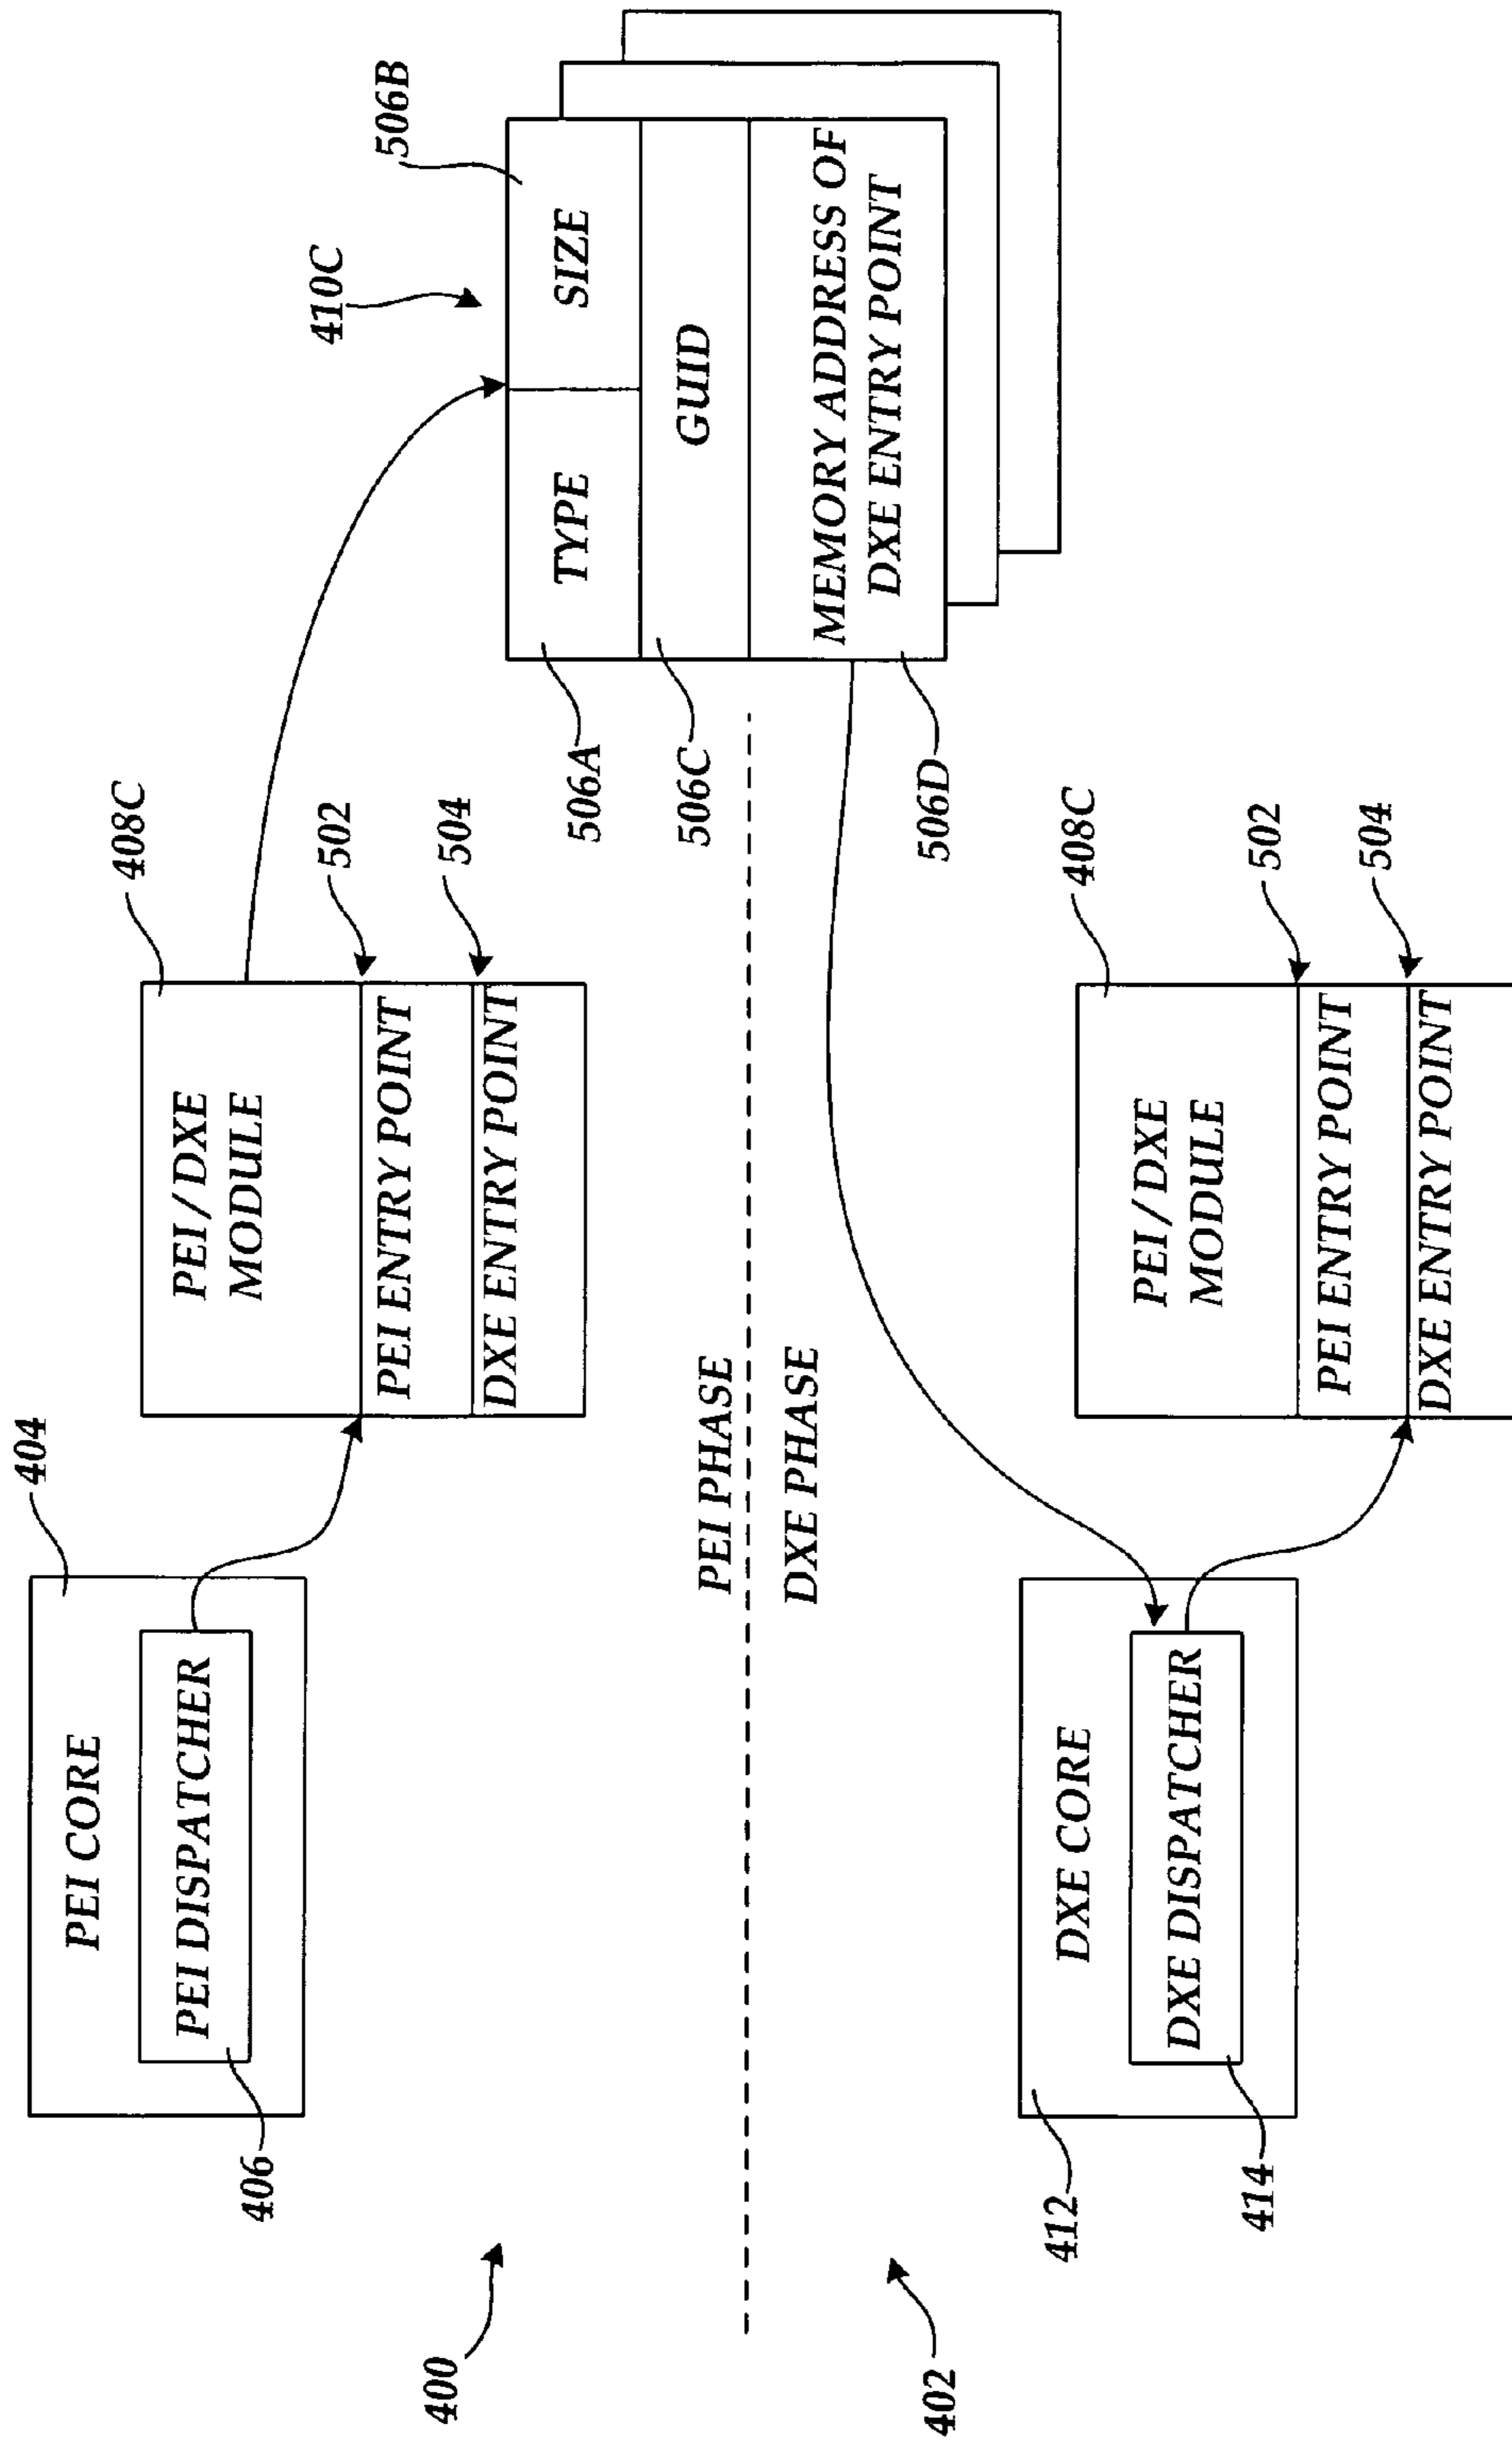 404
PEI CORE
PEI DISPATCHER
406
408C
PEI/DXE
MODULE
PEI ENTRY POINT
502
DXE ENTRY POINT
504
410C
506B
TYPE
SIZE
GUID
MEMORY ADDRESS OF
DXE ENTRY POINT
506A
506C
506D
400
PEI PHASE
DXE PHASE
402
412
DXE CORE
DXE DISPATCHER
414
408C
PEI/DXE
MODULE
PEI ENTRY POINT
502
DXE ENTRY POINT
504